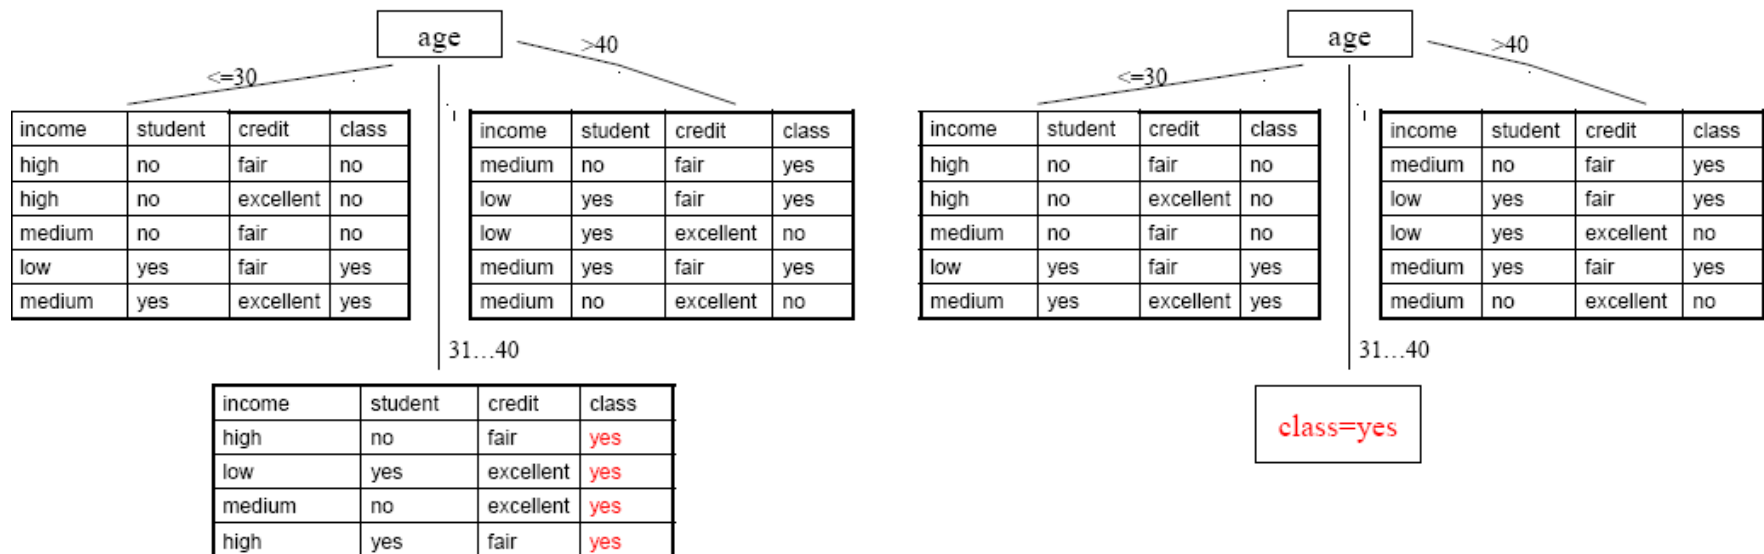 age
<=30
>40
income student credit class
high no fair no
high no excellent no
medium no fair no
low yes fair yes
medium yes excellent yes
income student credit class
medium no fair yes
low yes fair yes
low yes excellent no
medium yes fair yes
medium no excellent no
31...40
income student credit class
high no fair yes
low yes excellent yes
medium no excellent yes
high yes fair yes
age
<=30
>40
income student credit class
high no fair no
high no excellent no
medium no fair no
low yes fair yes
medium yes excellent yes
income student credit class
medium no fair yes
low yes fair yes
low yes excellent no
medium yes fair yes
medium no excellent no
31...40
class=yes